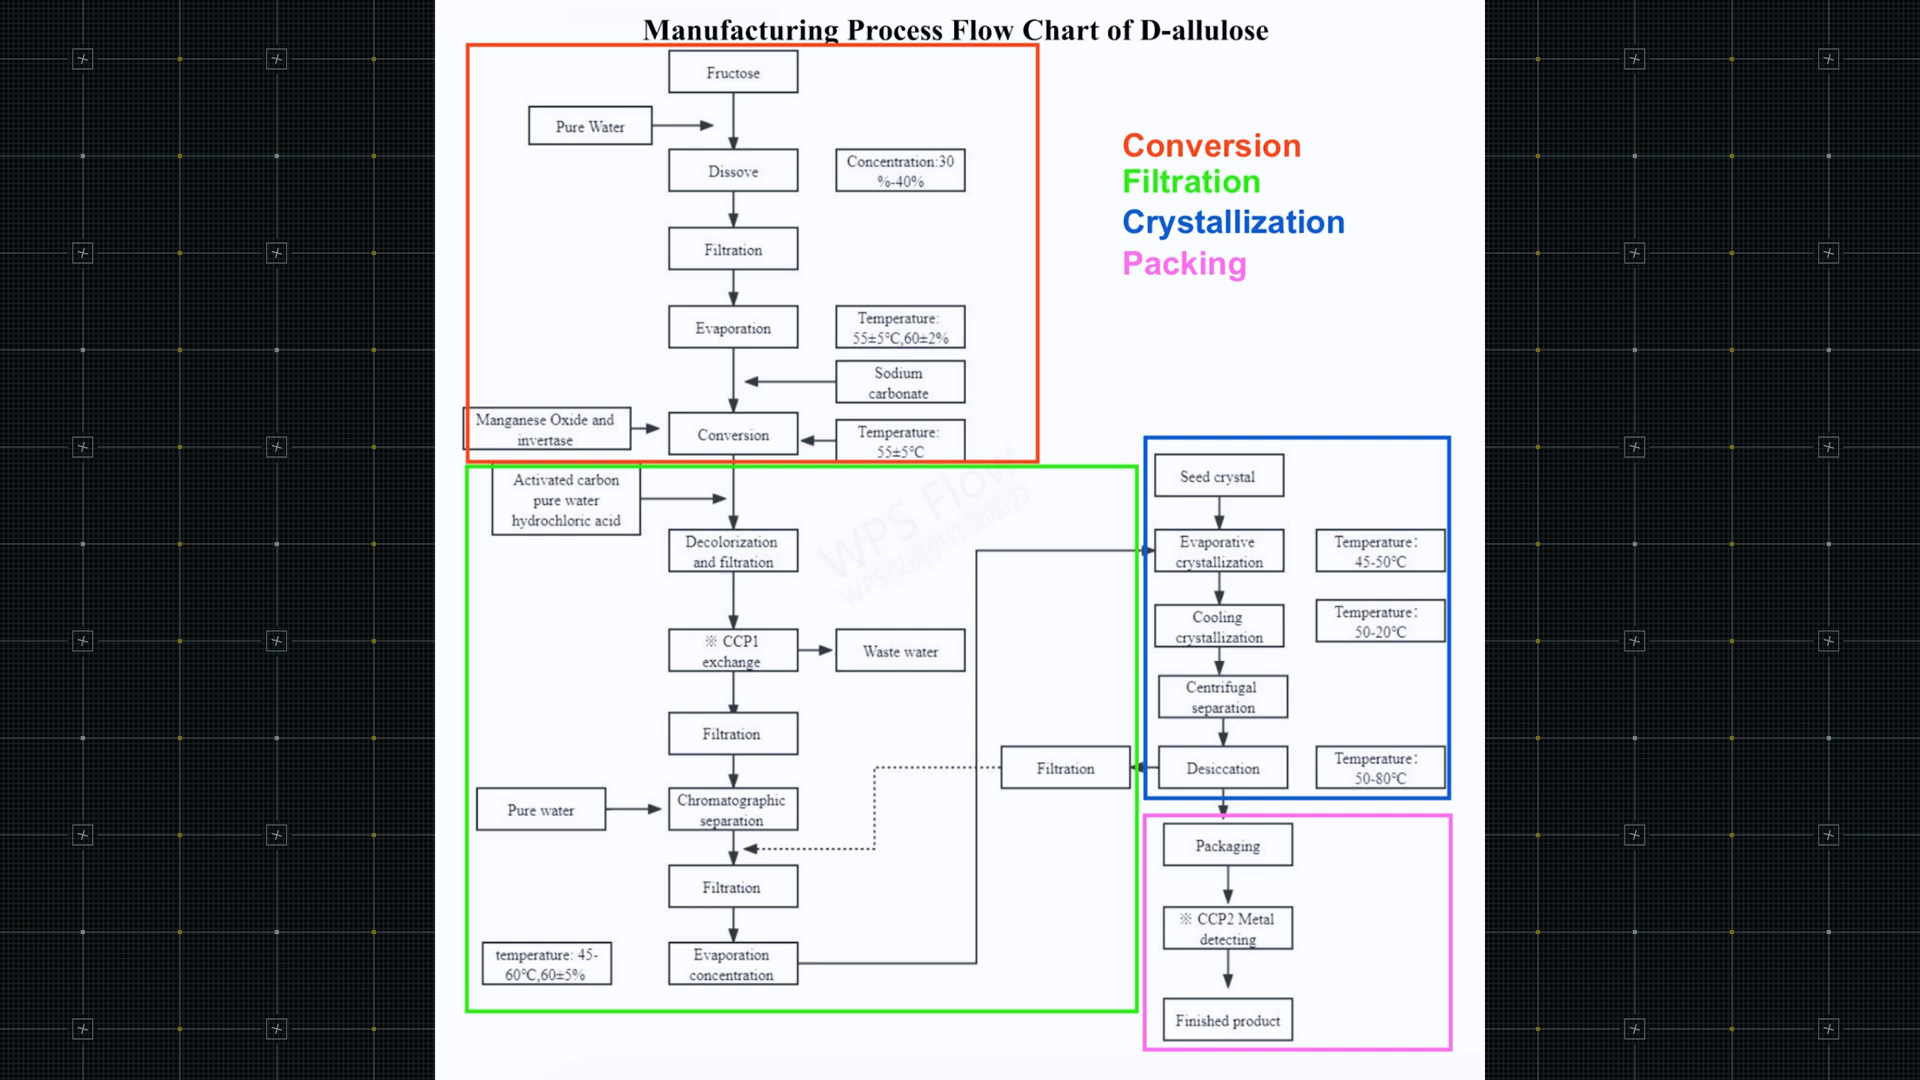 Manufacturing Process Flow Chart of D-allulose
Fructose
Pure Water
Dissove
Concentration:30
%-40%
Filtration
Evaporation
Temperature:
55±5℃,60±2%
Sodium
carbonate
Manganese Oxide and
invertase
Conversion
Temperature:
55±5℃
Activated carbon
pure water
hydrochloric acid
Decolorization
and filtration
※ CCP1
exchange
Waste water
Filtration
Pure water
Chromatographic
separation
Filtration
Filtration
temperature: 45-
60℃,60±5%
Evaporation
concentration
Conversion
Filtration
Crystallization
Packing
Seed crystal
Evaporative
crystallization
Temperature：
45-50℃
Cooling
crystallization
Temperature：
50-20℃
Centrifugal
separation
Desiccation
Temperature：
50-80℃
Packaging
※ CCP2 Metal
detecting
Finished product
WPS Flow